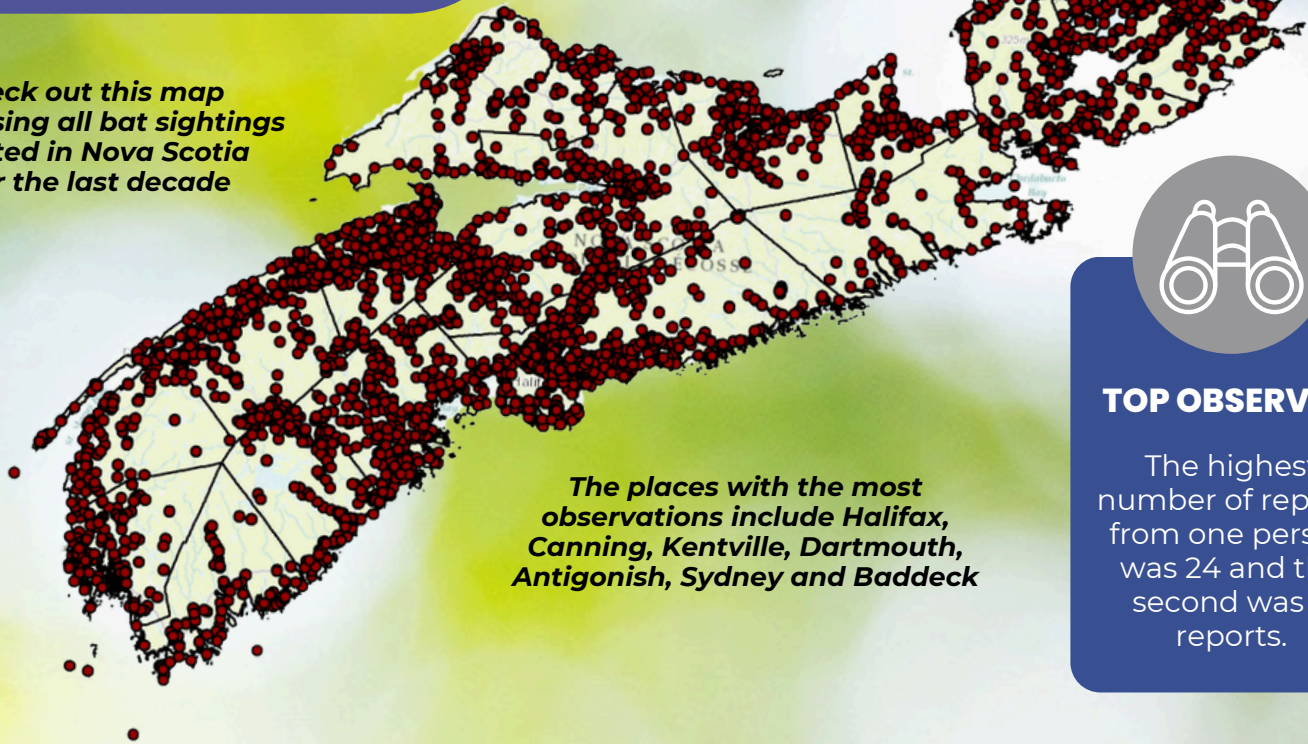 eck out this map
sing all bat sightings
ted in Nova Scotia
r the last decade
The places with the most
observations include Halifax,
Canning, Kentville, Dartmouth,
Antigonish, Sydney and Baddeck
TOP OBSERV
The highest
number of rep
from one pers
was 24 and t
second was
reports.
Halif
Bay